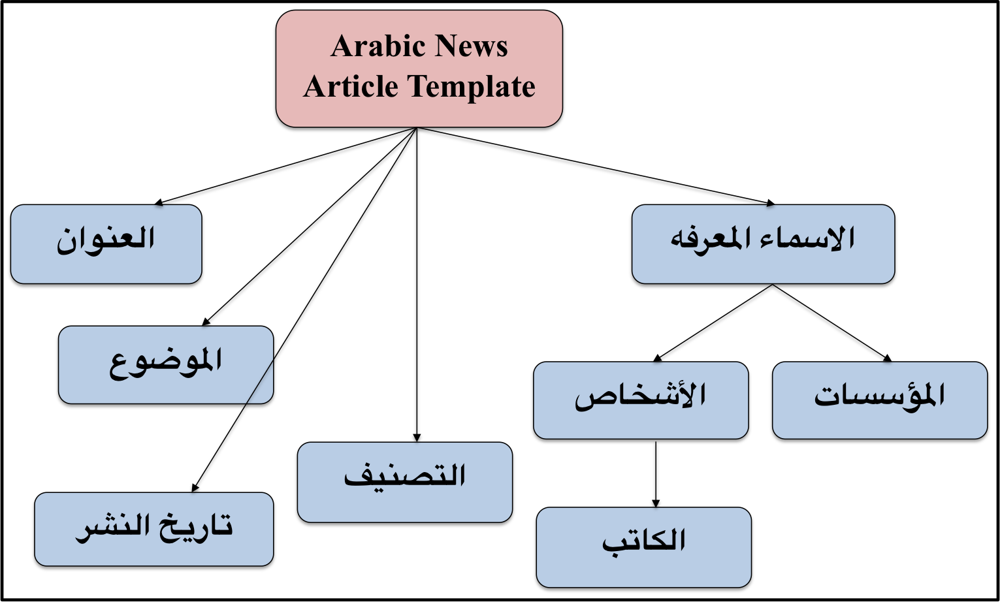 Arabic News
Article Template
العنوان
الاسماء المعرفه
الموضوع
الأشخاص
المؤسسات
التصنيف
تاريخ النشر
الكاتب